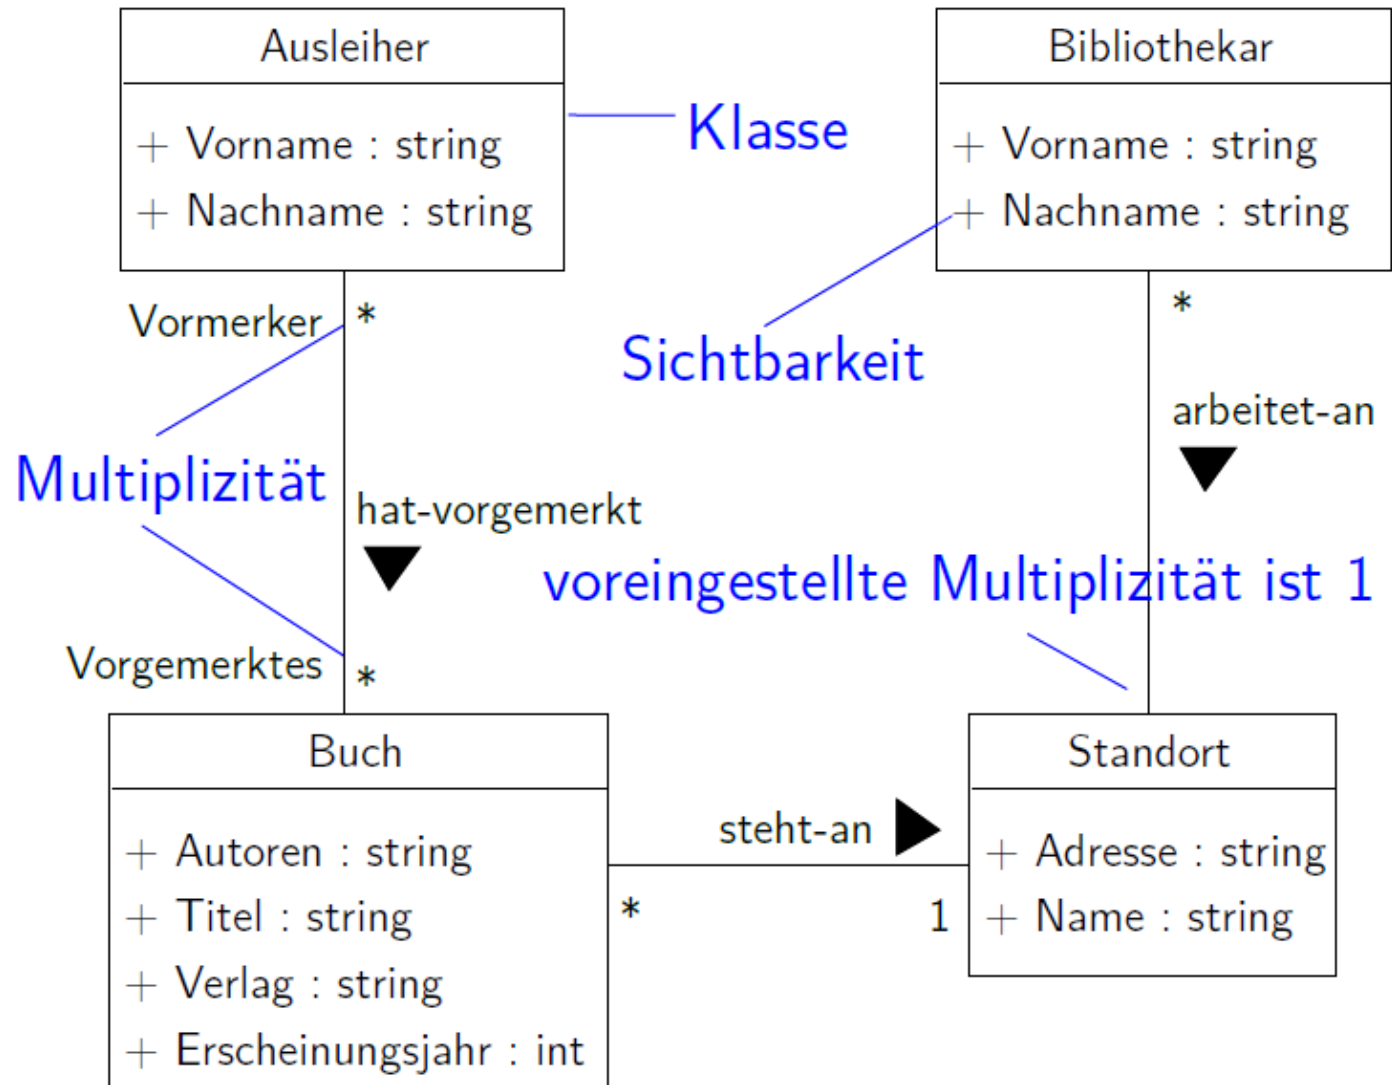 Ausleiher
+ Vorname : string
+ Nachname : string
Klasse
Bibliothekar
+ Vorname : string
+ Nachname : string
Sichtbarkeit
Vormerker
*
Multiplizität
hat-vorgemerkt
Vorgemerktes
*
*
arbeitet-an
voreingestellte Multiplizität ist 1
Buch
+ Autoren : string
+ Titel : string
+ Verlag : string
+ Erscheinungsjahr : int
steht-an
*
1
Standort
+ Adresse : string
+ Name : string